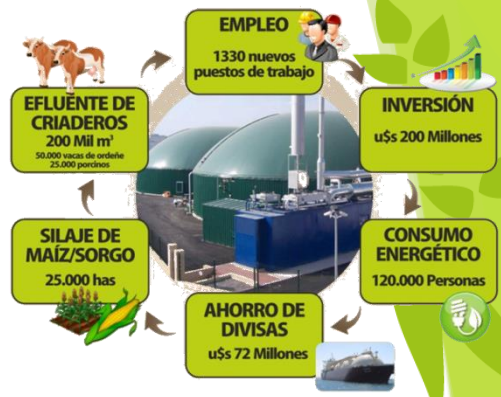 EMPLEO
1330 nuevos
puestos de trabajo
INVERSIÓN
u$s 200 Millones
CONSUMO
ENERGÉTICO
120.000 Personas
AHORRO DE
DIVISAS
u$s 72 Millones
SILAJE DE
MAÍZ/SORGO
25.000 has
EFLUENTE DE
CRIADEROS
200 Mil m³
50.000 vacas de ordeñe
25.000 porcinos